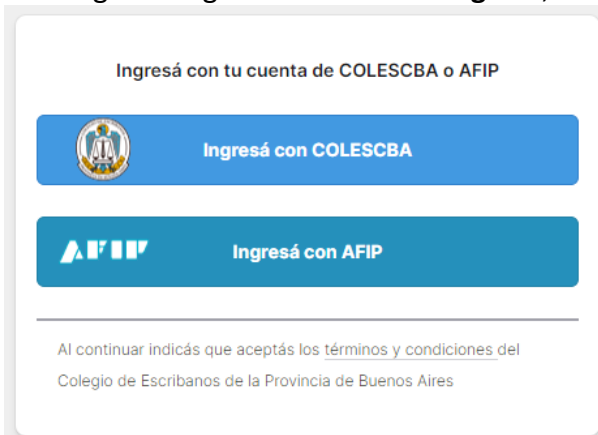 Ingresá con tu cuenta de COLESCBA o AFIP
Ingresá con COLESCBA
AFIP Ingresá con AFIP
Al continuar indicás que aceptás los términos y condiciones del
Colegio de Escribanos de la Provincia de Buenos Aires